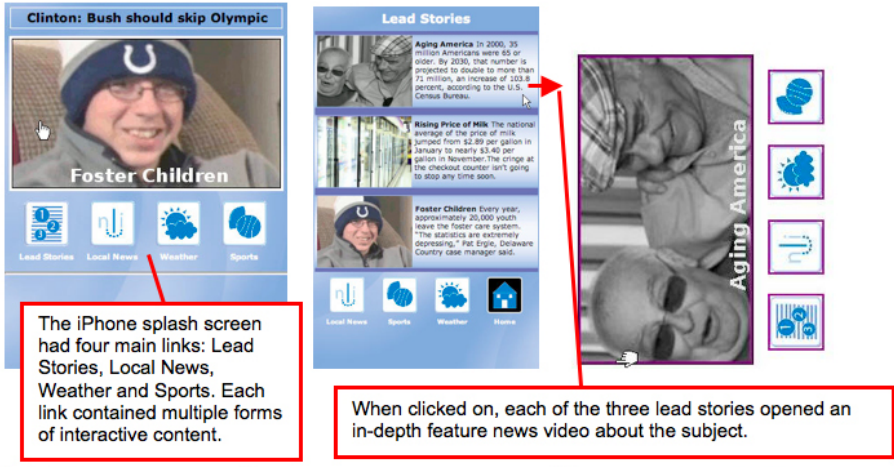 Clinton: Bush should skip Olympic
Foster Children
Lead Stories
Local News
Weather
Sports
The iPhone splash screen
had four main links: Lead
Stories, Local News,
Weather and Sports. Each
link contained multiple forms
of interactive content.
Lead Stories
Aging America In 2000, 35
million Americans were 65 or
older. By 2030, that number is
projected to double to more than
71 million, an increase of 103.8
percent, according to the U.S.
Census Bureau.
Rising Price of Milk The national
average of the price of milk
jumped from $2.89 per gallon in
January to nearly $3.40 per
gallon in November.The cringe at
the checkout counter isn't going
to stop any time soon.
Foster Children Every year,
approximately 20,000 youth
leave the foster care system.
"The statistics are extremely
depressing," Pat Ergle, Delaware
Country case manager said.
Local News
Sports
Weather
Home
Aging America
1
2
3
When clicked on, each of the three lead stories opened an
in-depth feature news video about the subject.